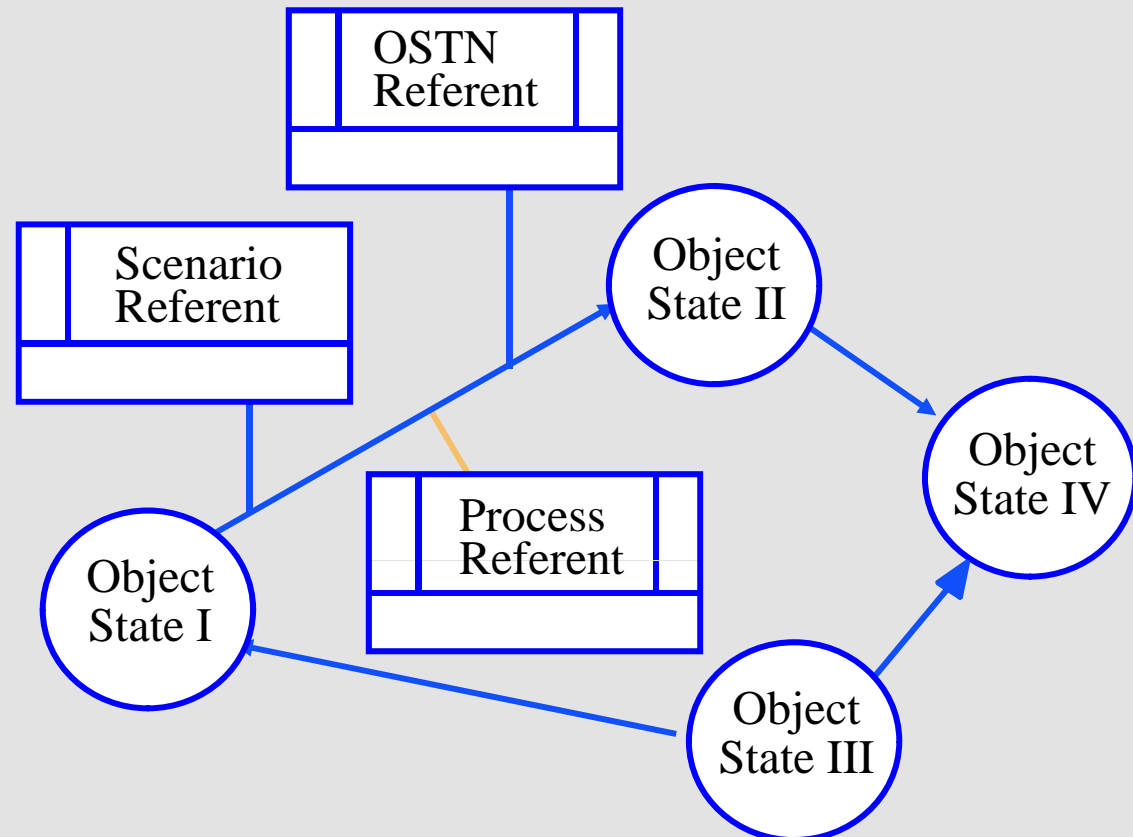 OSTN
Referent
Scenario
Referent
Object
State II
Object
State IV
Process
Referent
Object
State I
Object
State III